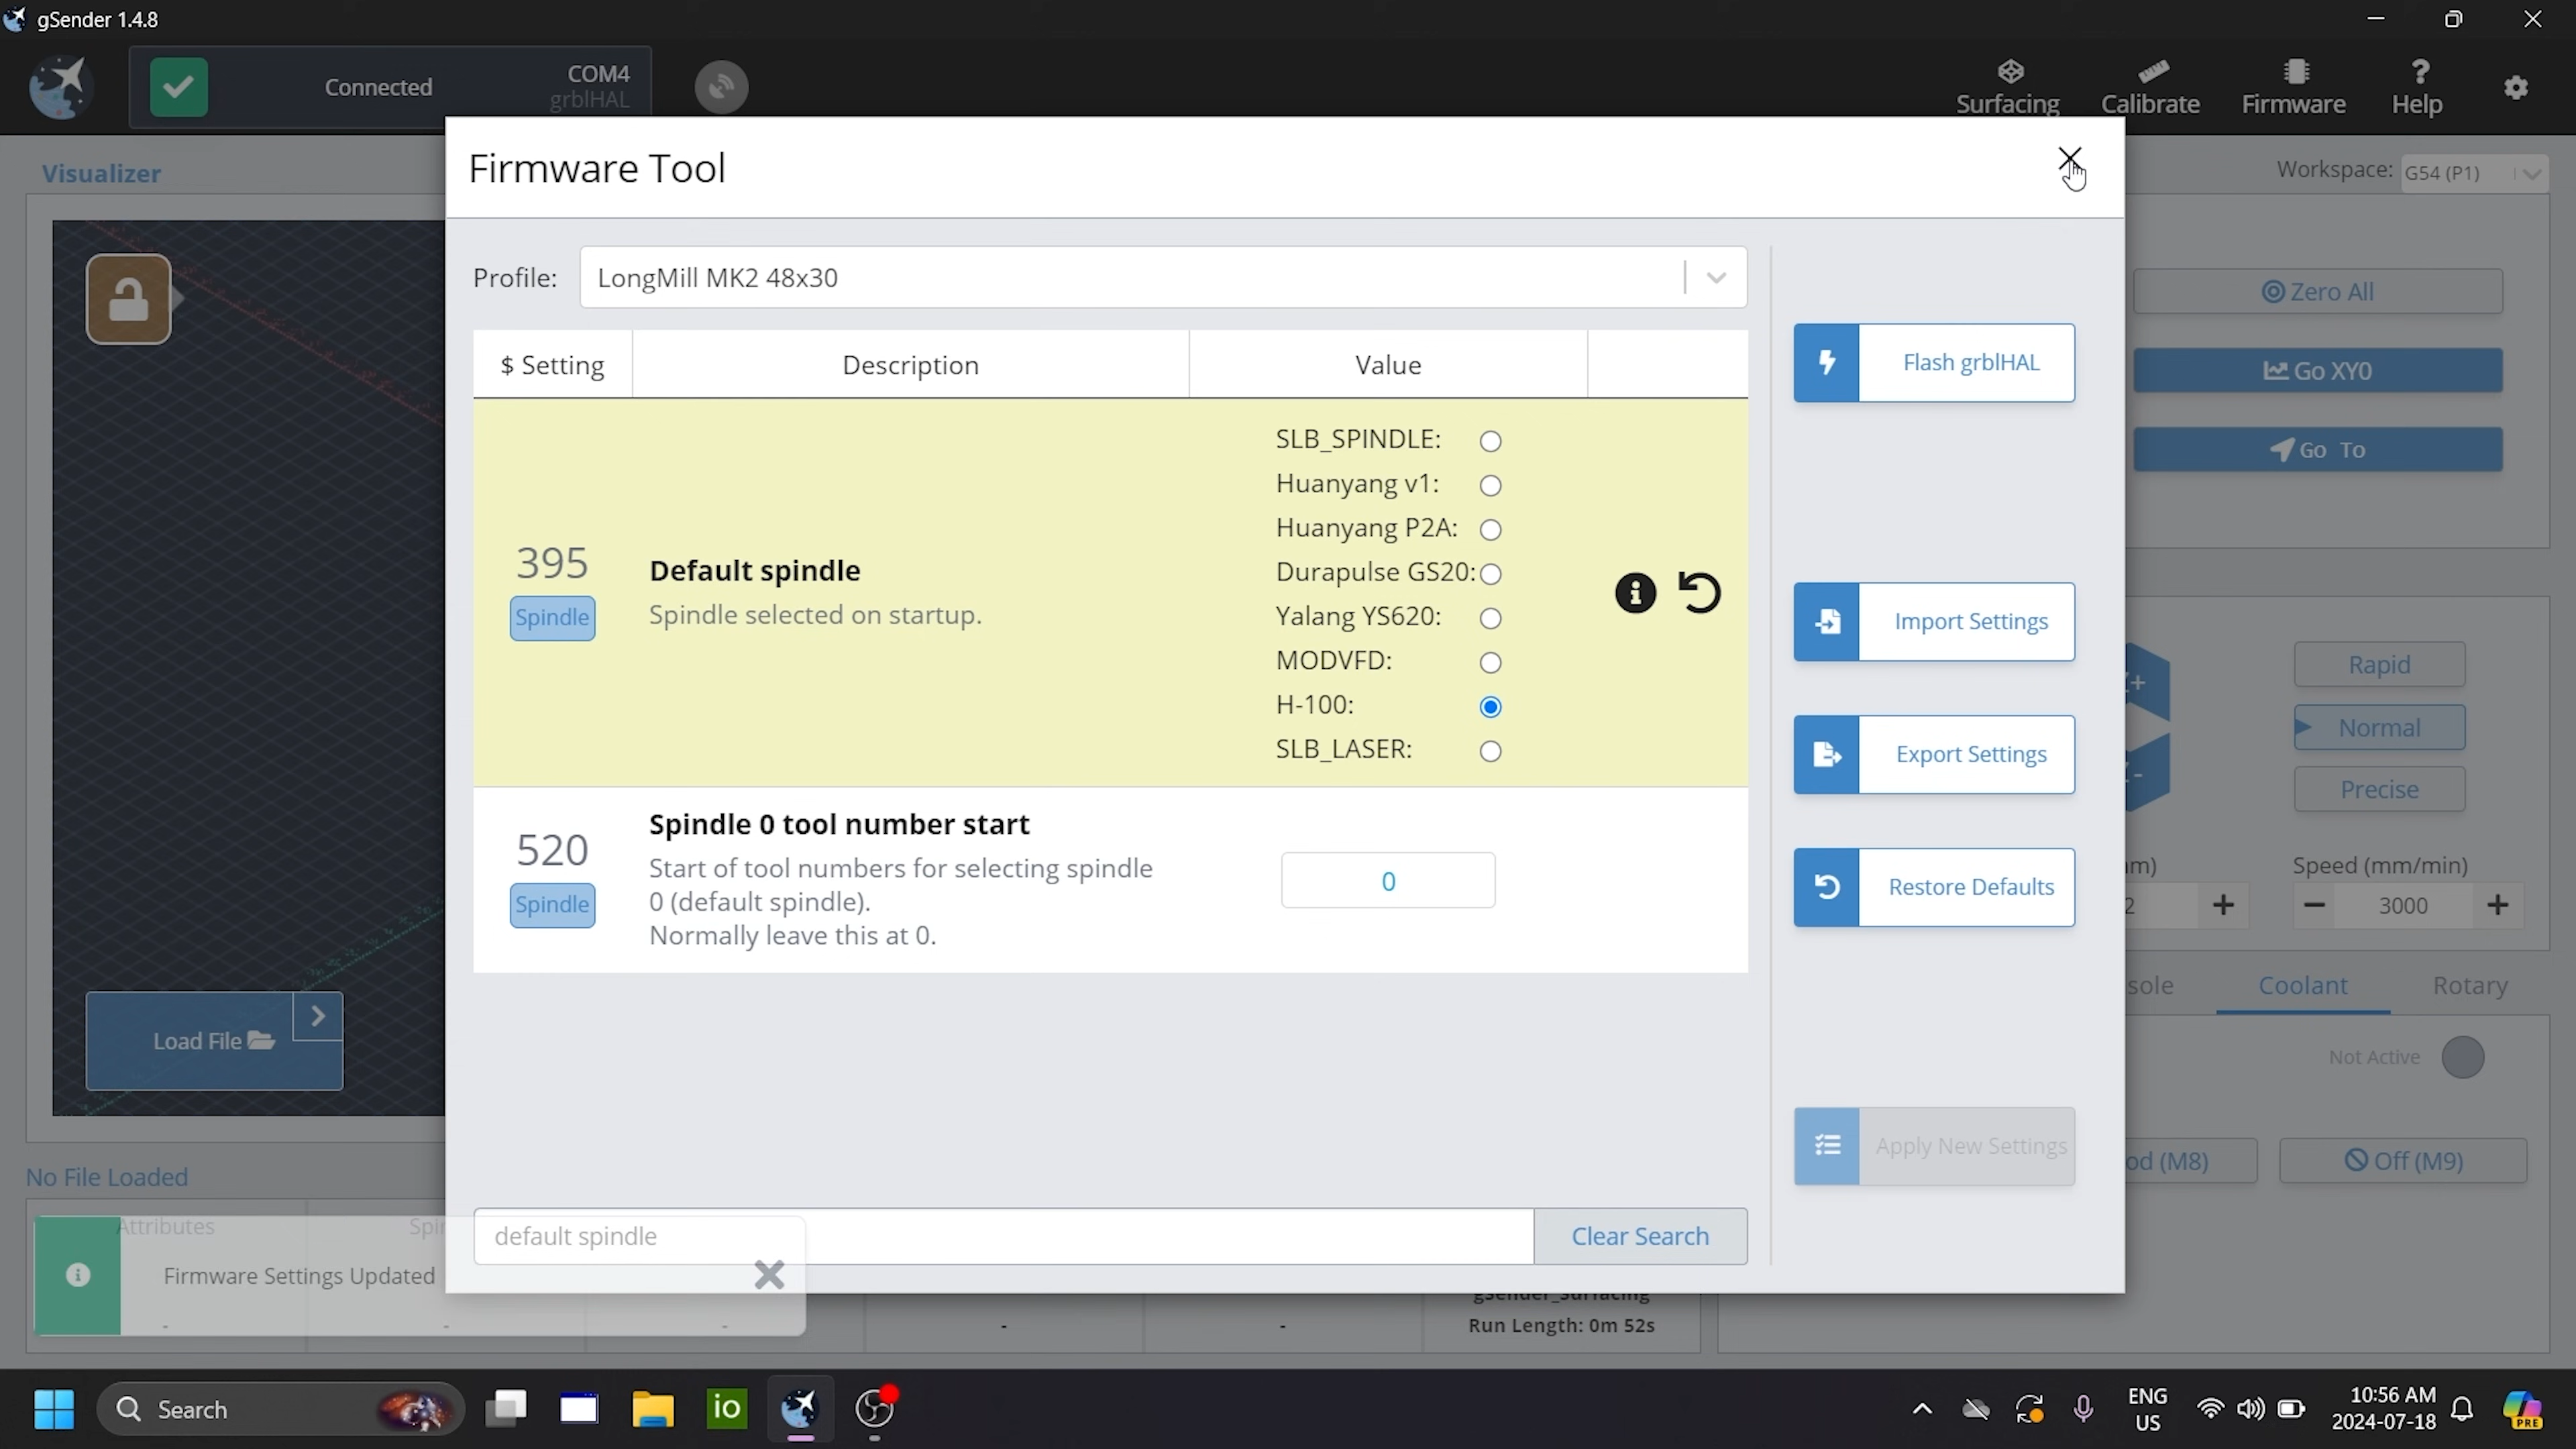 gSender 1.4.8
Connected
COM4
grblHAL
Surfacing
Calibrate
Firmware
Help
Visualizer
Workspace:
G54 (P1)
Firmware Tool
Profile:
LongMill MK2 48x30
$ Setting
Description
Value
395
Spindle
Default spindle
Spindle selected on startup.
SLB_SPINDLE:
Huanyang v1:
Huanyang P2A:
Durapulse GS20:
Yalang YS620:
MODVFD:
H-100:
SLB_LASER:
520
Spindle
Spindle 0 tool number start
Start of tool numbers for selecting spindle
0 (default spindle).
Normally leave this at 0.
0
Flash grblHAL
Import Settings
Export Settings
Restore Defaults
Apply New Settings
default spindle
Clear Search
Zero All
Go XY0
Go To
Rapid
Normal
Precise
Speed (mm/min)
3000
Coolant
Rotary
Not Active
(M8)
Off (M9)
Load File
No File Loaded
Attributes
Firmware Settings Updated
gSender_Surfacing
Run Length: 0m 52s
Search
io
ENG
US
10:56 AM
2024-07-18
PRE